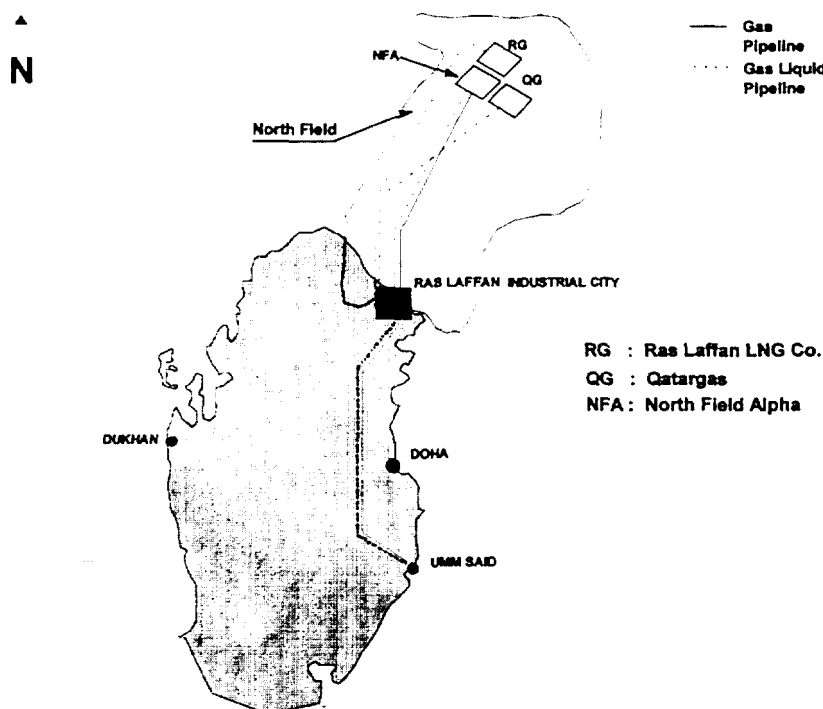 N
RG
NFA
QG
Gas
Pipeline
Gas Liquid
Pipeline
North Field
RAS LAFFAN INDUSTRIAL CITY
RG : Ras Laffan LNG Co.
QG : Qatargas
NFA : North Field Alpha
DUKHAN
DOHA
UMM SAID